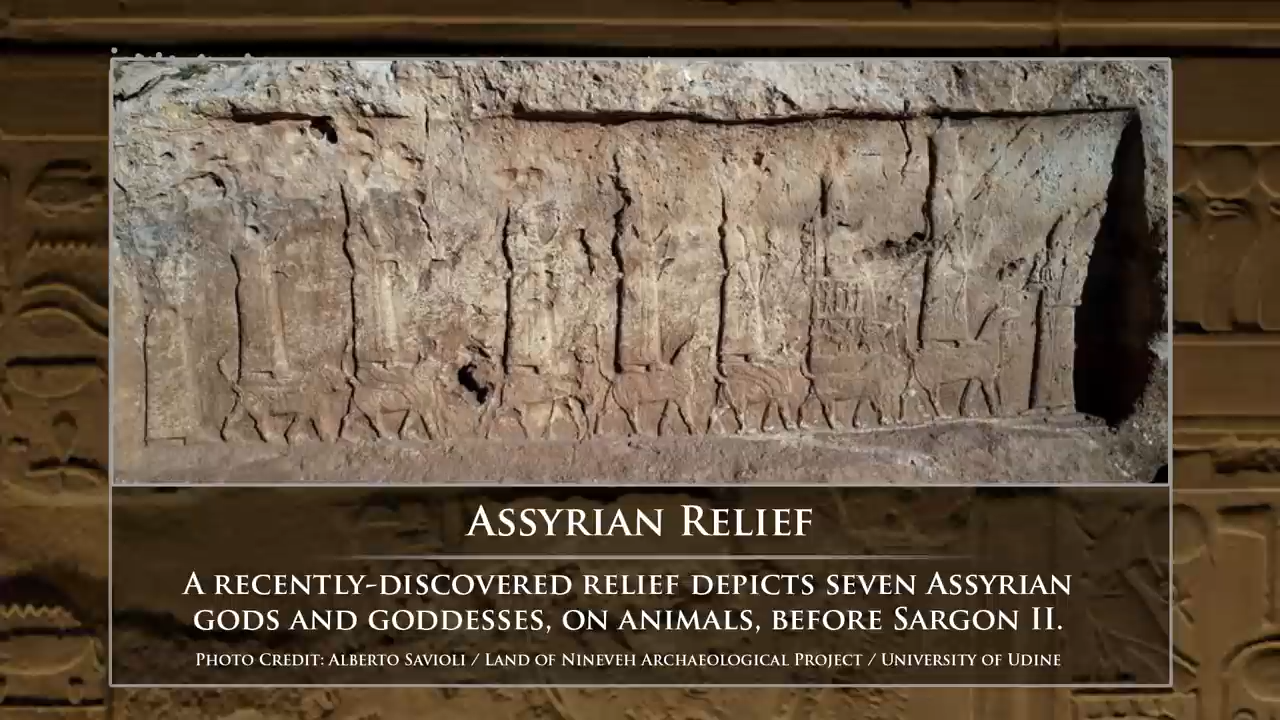 Assyrian Relief
A recently-discovered relief depicts seven Assyrian
gods and goddesses, on animals, before Sargon II.
Photo Credit: Alberto Savioli / Land of Nineveh Archaeological Project / University of Udine